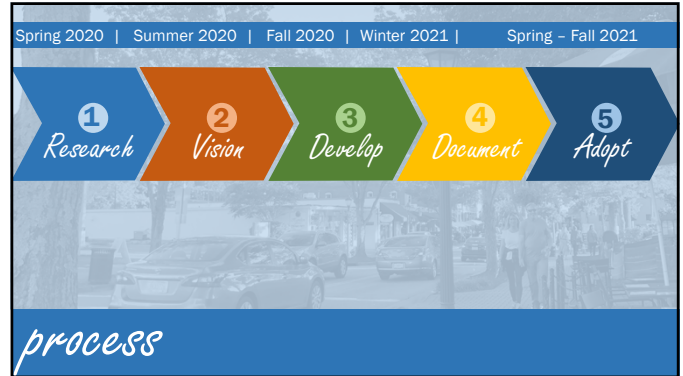 Spring 2020 | Summer 2020 | Fall 2020 | Winter 2021 | Spring – Fall 2021
1 2 3 4 5
Research Vision Develop Document Adopt
process